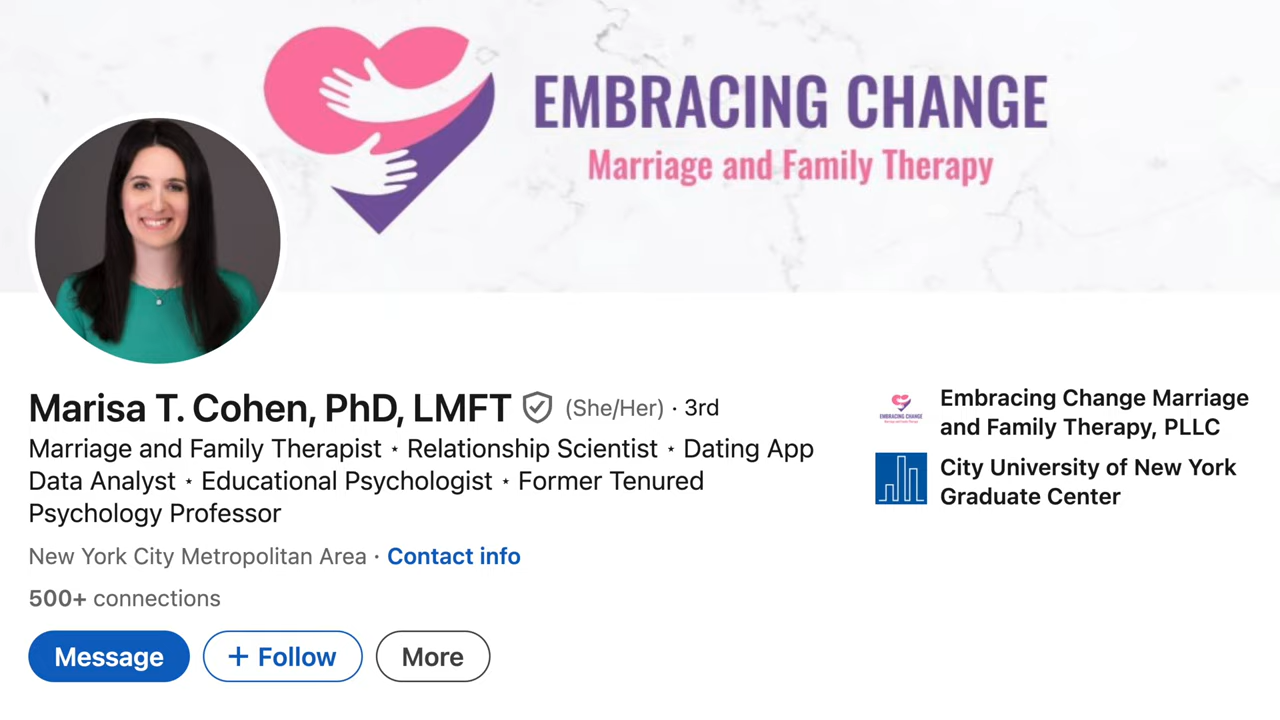 EMBRACING CHANGE
Marriage and Family Therapy
Marisa T. Cohen, PhD, LMFT (She/Her) · 3rd
Marriage and Family Therapist ⋆ Relationship Scientist ⋆ Dating App
Data Analyst ⋆ Educational Psychologist ⋆ Former Tenured
Psychology Professor
New York City Metropolitan Area · Contact info
500+ connections
Message
+ Follow
More
EMBRACING CHANGE
Embracing Change Marriage
and Family Therapy, PLLC
City University of New York
Graduate Center